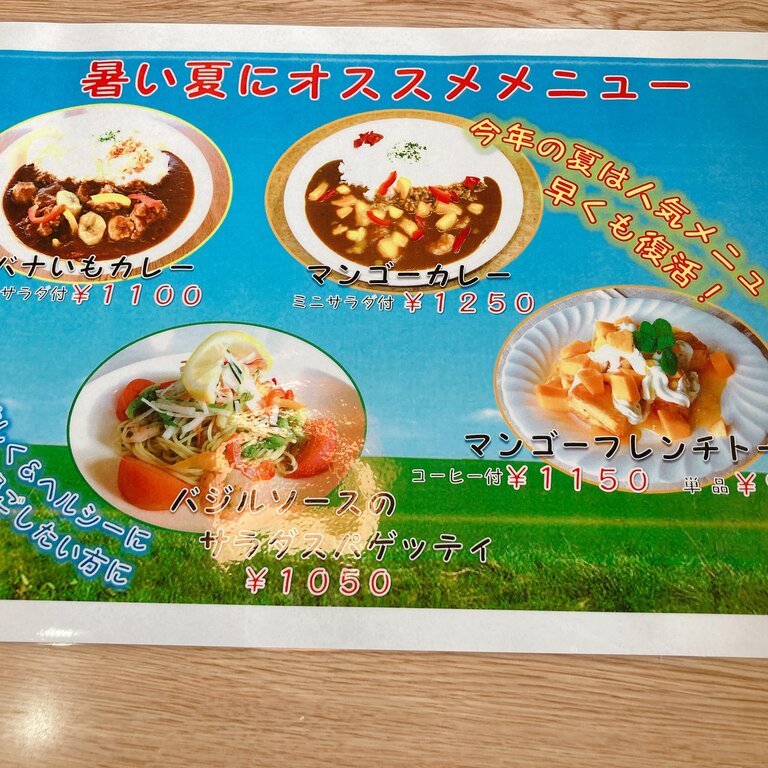 暑い夏にオススメメニュー
今年の夏は人気メニュ
早くも復活！
バナいもカレー
サラダ付 ￥1100
マンゴーカレー
ミニサラダ付 ￥1250
マンゴーフレンチトー
コーヒー付 ￥1150 単品 ￥
く&ヘルシーに
ごしたい方に
バジルソースの
サラダスパゲッティ
￥1050